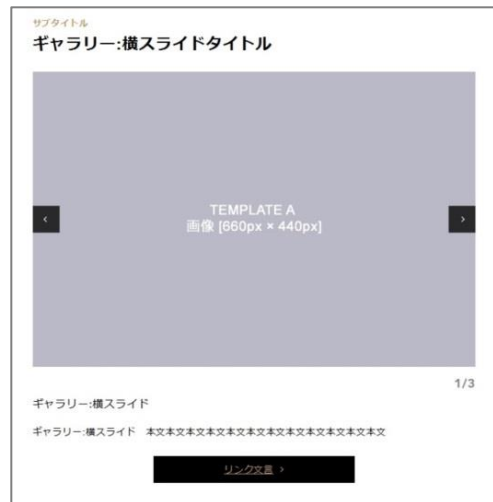 サブタイトル
ギャラリー:横スライドタイトル
TEMPLATE A
画像 [660px × 440px]
‹
›
1/3
ギャラリー:横スライド
ギャラリー:横スライド　本文本文本文本文本文本文本文本文本文本文本文本文
リンク文言 ›